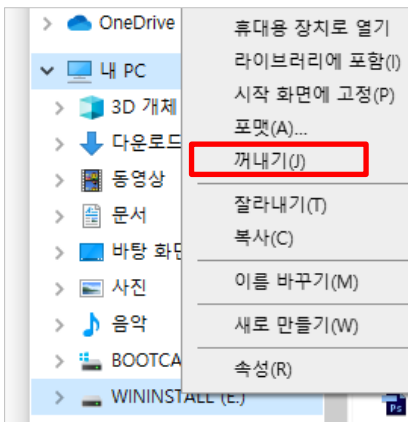 OneDrive
내 PC
3D 개체
다운로드
동영상
문서
바탕 화면
사진
음악
BOOTCA
WININSTALL (E:)
휴대용 장치로 열기
라이브러리에 포함(I)
시작 화면에 고정(P)
포맷(A)...
꺼내기(J)
잘라내기(T)
복사(C)
이름 바꾸기(M)
새로 만들기(W)
속성(R)
Ps